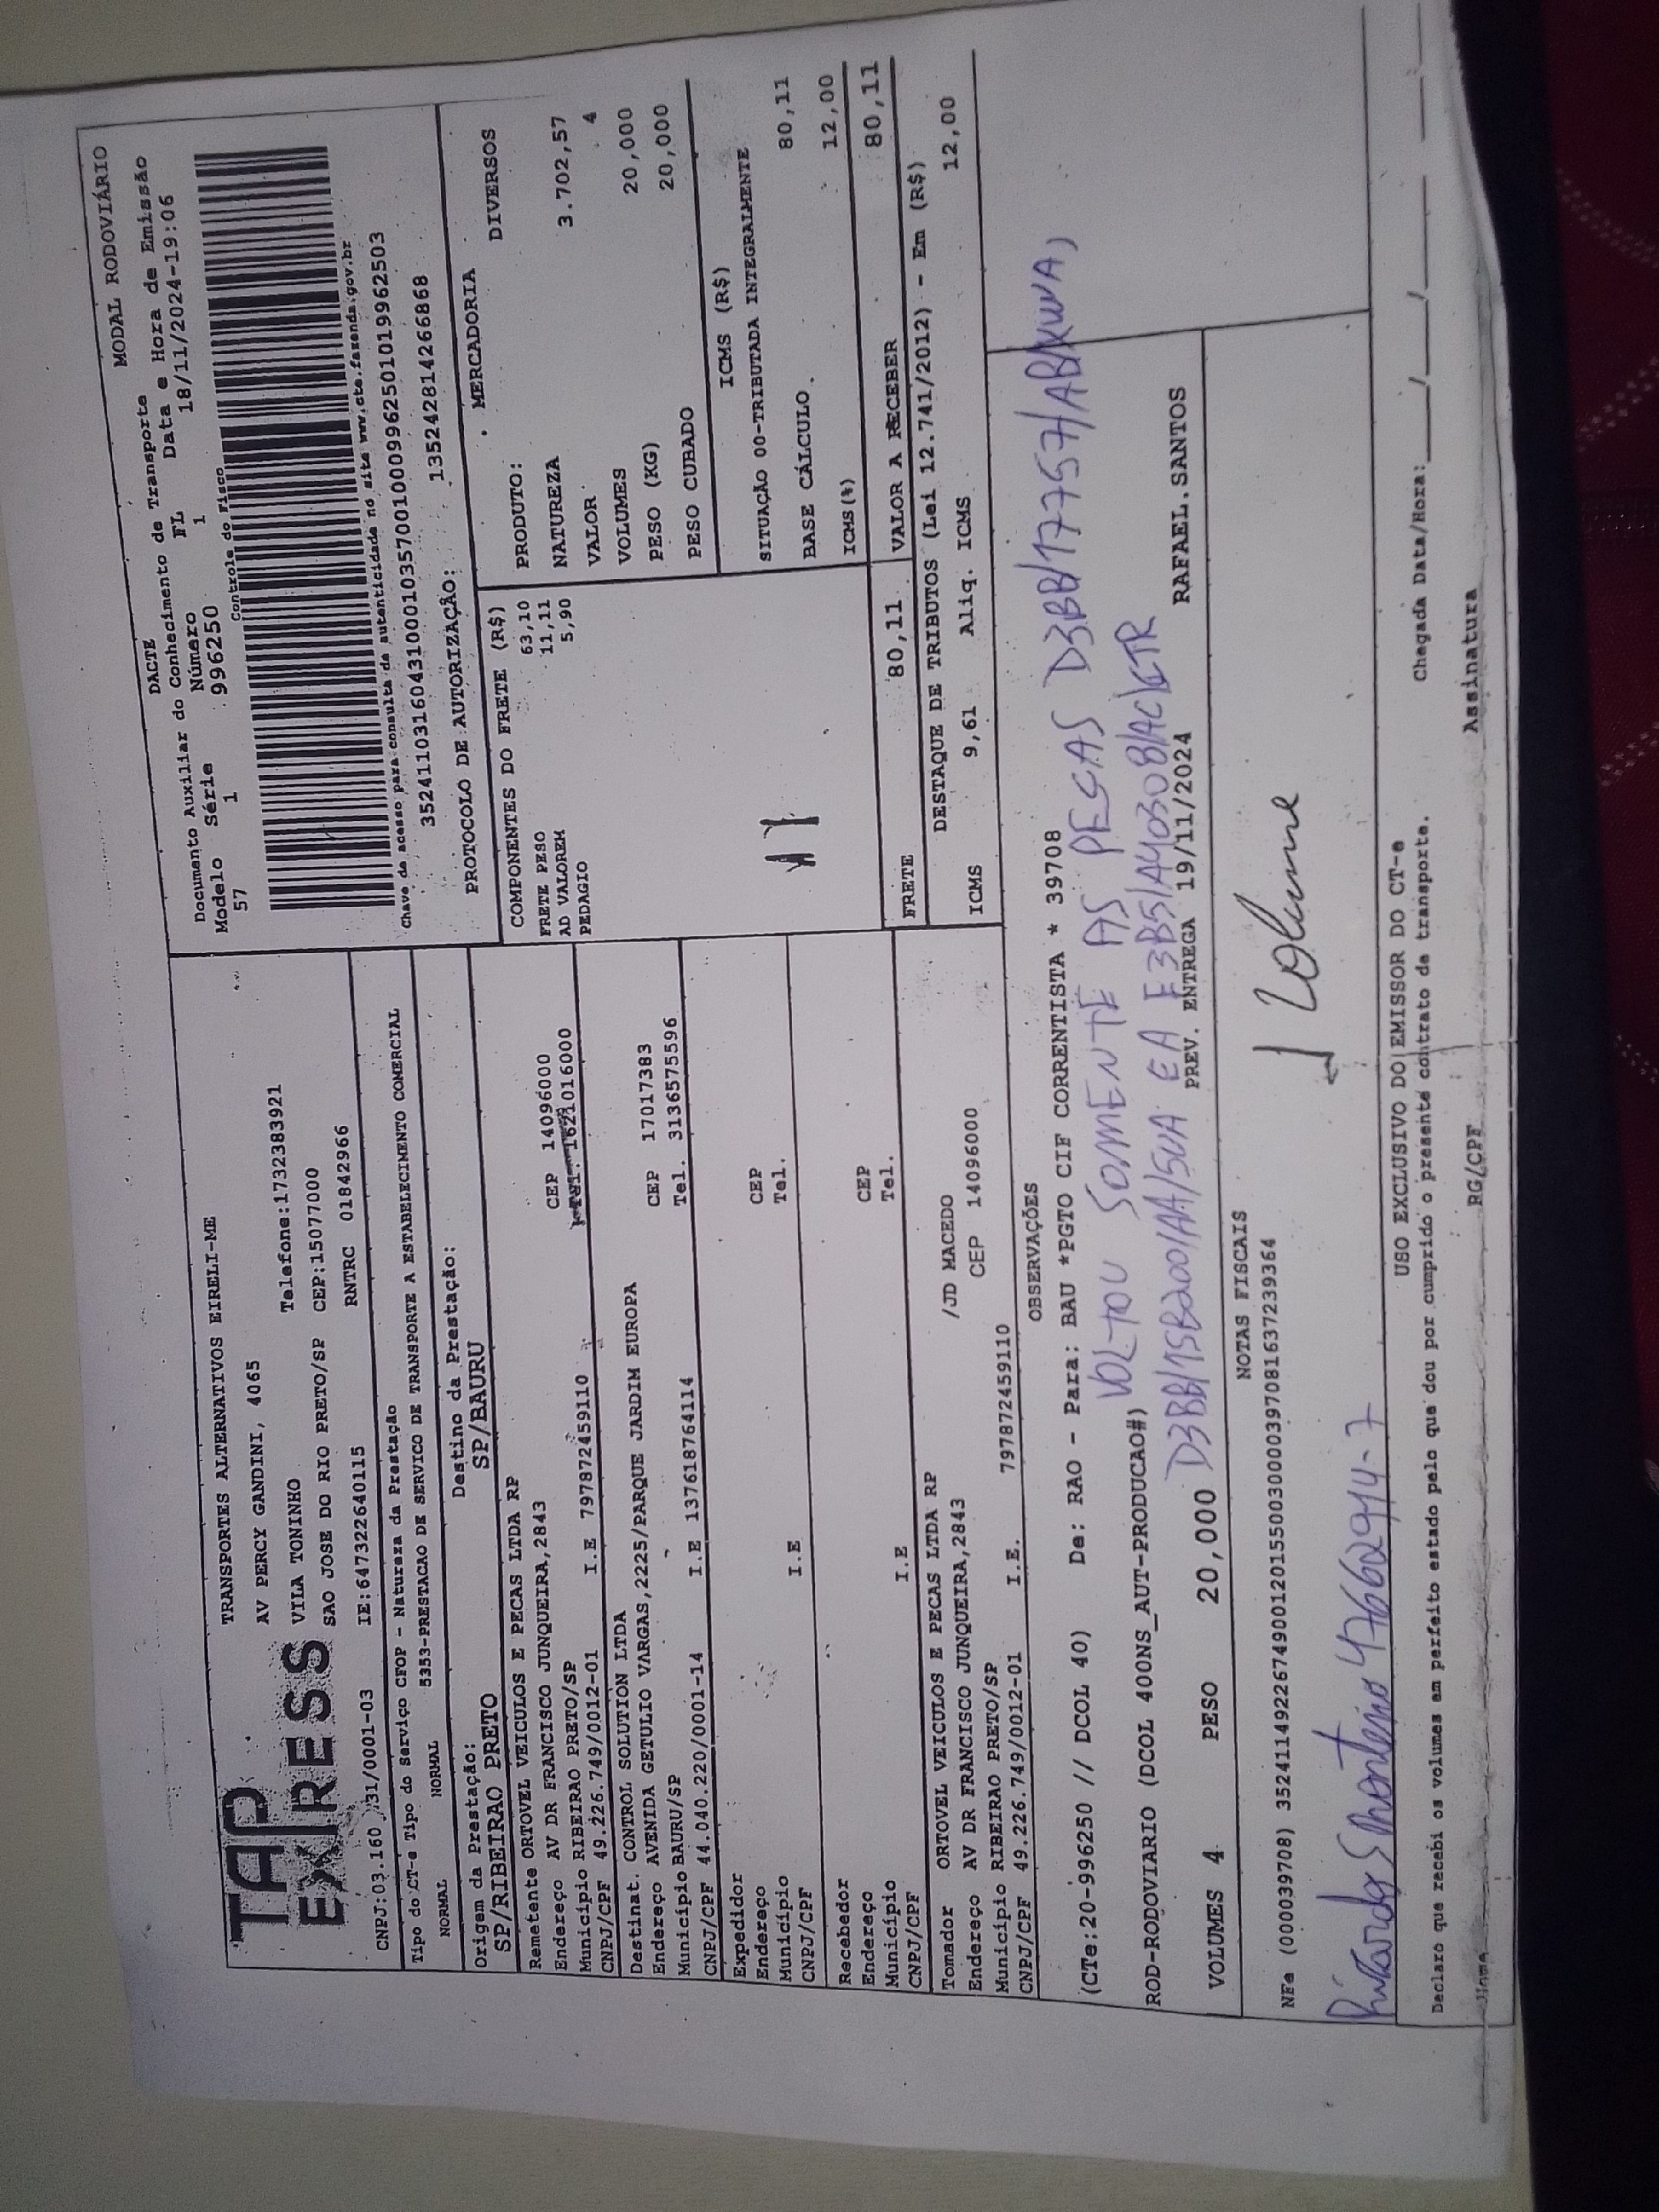 TAP
EXPRESS
TRANSPORTES ALTERNATIVOS EIRELI-ME
AV PERCY GANDINI, 4065
VILA TONINHO Telefone:1732383921
SAO JOSE DO RIO PRETO/SP CEP:15077000
CNPJ:03.160 /31/0001-03 IE:647322640115 RNTRC 01842966
DACTE MODAL RODOVIÁRIO
Documento Auxiliar do Conhecimento de Transporte
Modelo Série Número FL Data e Hora de Emissão
57 1 996250 1 18/11/2024-19:06
Controle do Fisco
Chave de acesso para consulta de autenticidade no site www.cte.fazenda.gov.br
PROTOCOLO DE AUTORIZAÇÃO: 135242814266868
Tipo do CT-e Tipo do Serviço CFOP - Natureza da Prestação
NORMAL NORMAL 5353-PRESTACAO DE SERVICO DE TRANSPORTE A ESTABELECIMENTO COMERCIAL
Origem da Prestação: Destino da Prestação:
SP/RIBEIRAO PRETO SP/BAURU
Remetente ORTOVEL VEICULOS E PECAS LTDA RP
Endereço AV DR FRANCISCO JUNQUEIRA,2843 CEP 14096000
Município RIBEIRAO PRETO/SP
CNPJ/CPF 49.226.749/0012-01 I.E 797872459110
Destinat. CONTROL SOLUTION LTDA
Endereço AVENIDA GETULIO VARGAS,2225/PARQUE JARDIM EUROPA
Município BAURU/SP CEP 17017383
CNPJ/CPF 44.040.220/0001-14 I.E 137618764114 Tel. 3136575596
Expedidor
Endereço
Município CEP
CNPJ/CPF I.E Tel.
Recebedor
Endereço
Município CEP
CNPJ/CPF I.E Tel.
Tomador ORTOVEL VEICULOS E PECAS LTDA RP
Endereço AV DR FRANCISCO JUNQUEIRA,2843 /JD MACEDO
Município RIBEIRAO PRETO/SP CEP 14096000
CNPJ/CPF 49.226.749/0012-01 I.E. 797872459110
COMPONENTES DO FRETE (R$)
FRETE PESO 63,10
AD VALOREM 11,11
PEDAGIO 5,90
FRETE 80,11
MERCADORIA
PRODUTO:
NATUREZA DIVERSOS
VALOR 3.702,57
VOLUMES 4
PESO (KG) 20,000
PESO CUBADO 20,000
ICMS (R$)
SITUAÇÃO 00-TRIBUTADA INTEGRALMENTE
BASE CÁLCULO 80,11
ICMS(%) 12,00
VALOR A RECEBER 80,11
DESTAQUE DE TRIBUTOS (Lei 12.741/2012) - Em (R$)
ICMS 9,61 Aliq. ICMS 12,00
OBSERVAÇÕES
(CTe:20-996250 // DCOL 40) De: RAO - Para: BAU *PGTO CIF CORRENTISTA * 39708
VOLTOU SOMENTE AS PEÇAS
ROD-RODOVIARIO (DCOL 400NS_AUT-PRODUCAO#)
VOLUMES 4 PESO 20,000 PREV. ENTREGA 19/11/2024 RAFAEL.SANTOS
NOTAS FISCAIS
NFe (000039708) 35241149226749001201550030000397081637239364
1 Volume
USO EXCLUSIVO DO EMISSOR DO CT-e
Declaro que recebi os volumes em perfeito estado pelo que dou por cumprido o presente contrato de transporte.
Chegada Data/Hora:____/____/____
Nome RG/CPF Assinatura